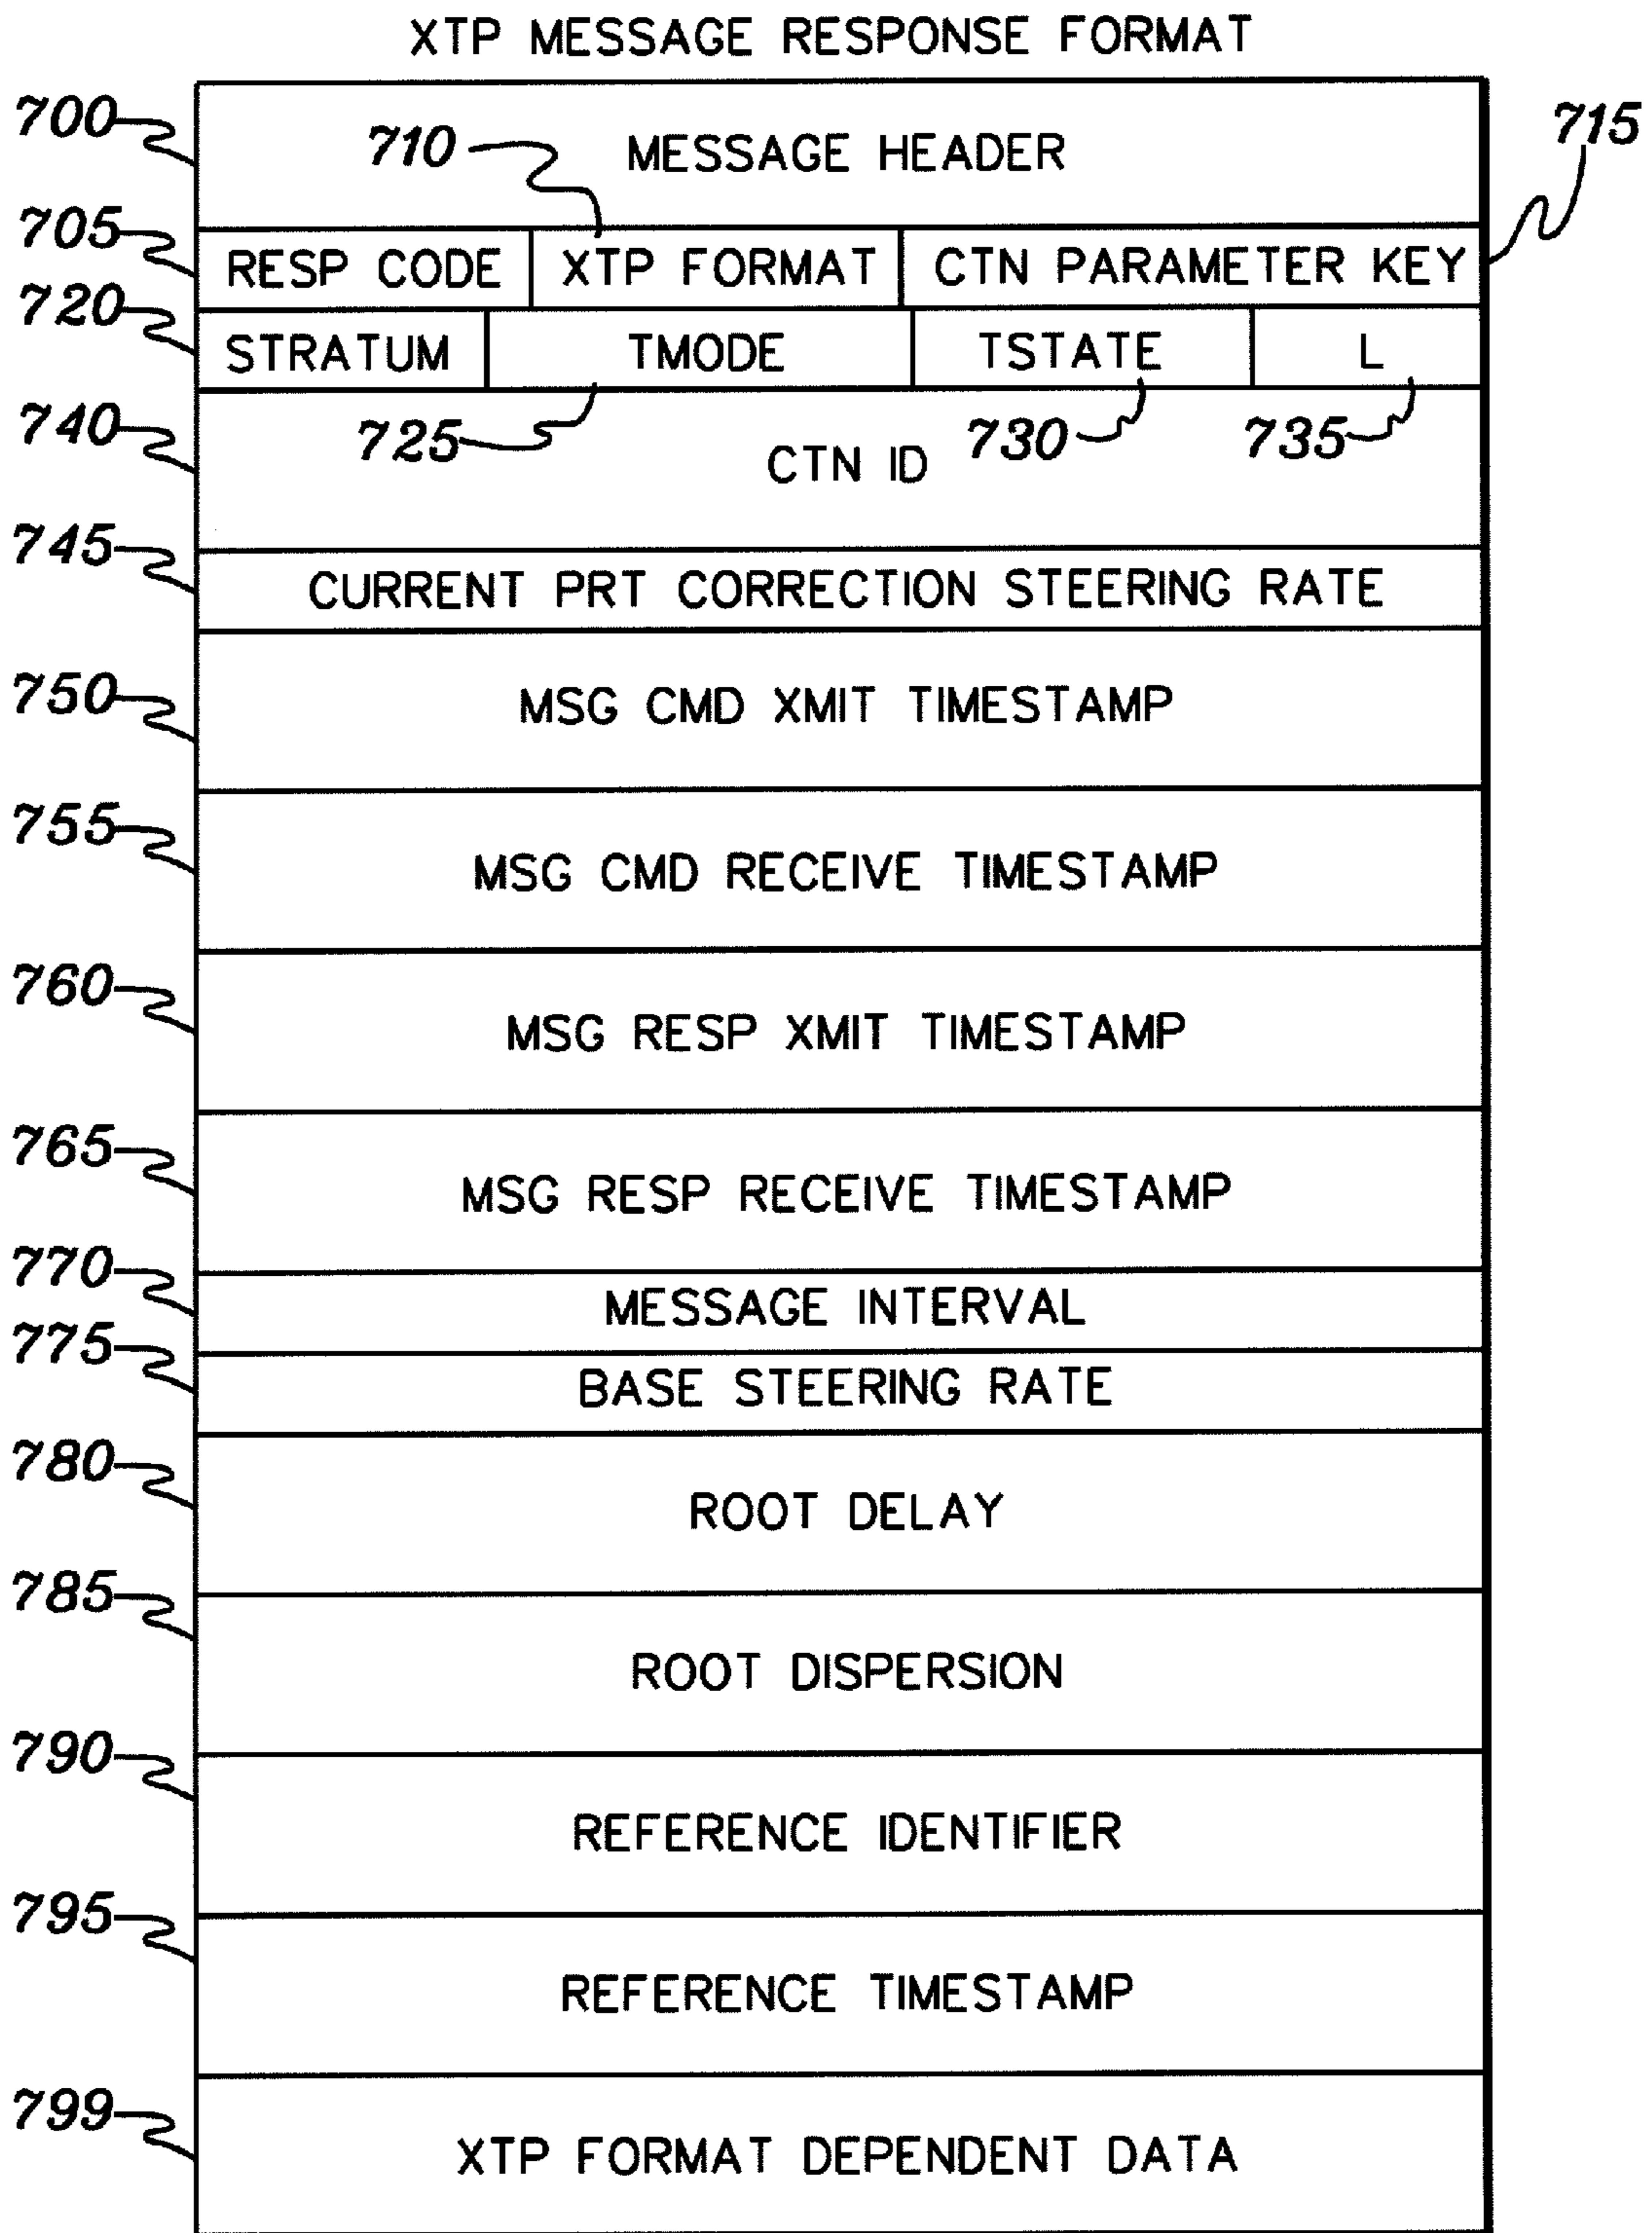 XTP MESSAGE RESPONSE FORMAT
700
710
MESSAGE HEADER
715
705
RESP CODE
XTP FORMAT
CTN PARAMETER KEY
720
STRATUM
TMODE
TSTATE
L
740
725
CTN ID
730
735
745
CURRENT PRT CORRECTION STEERING RATE
750
MSG CMD XMIT TIMESTAMP
755
MSG CMD RECEIVE TIMESTAMP
760
MSG RESP XMIT TIMESTAMP
765
MSG RESP RECEIVE TIMESTAMP
770
MESSAGE INTERVAL
775
BASE STEERING RATE
780
ROOT DELAY
785
ROOT DISPERSION
790
REFERENCE IDENTIFIER
795
REFERENCE TIMESTAMP
799
XTP FORMAT DEPENDENT DATA